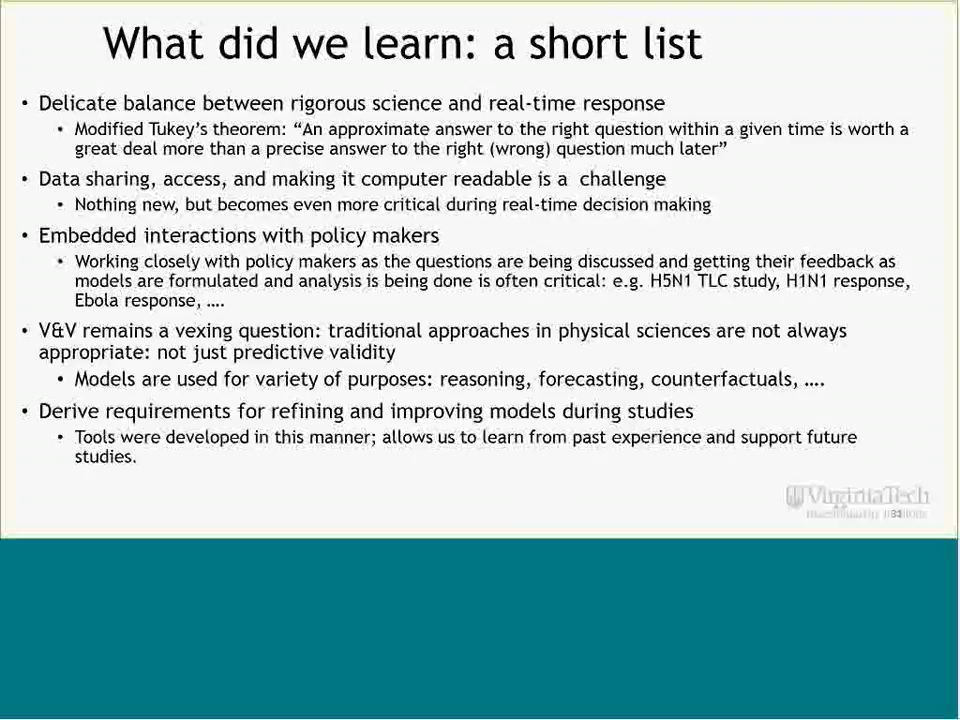 What did we learn: a short list
• Delicate balance between rigorous science and real-time response
• Modified Tukey's theorem: “An approximate answer to the right question within a given time is worth a
great deal more than a precise answer to the right (wrong) question much later”
• Data sharing, access, and making it computer readable is a challenge
• Nothing new, but becomes even more critical during real-time decision making
• Embedded interactions with policy makers
• Working closely with policy makers as the questions are being discussed and getting their feedback as
models are formulated and analysis is being done is often critical: e.g. H5N1 TLC study, H1N1 response,
Ebola response, ….
• V&V remains a vexing question: traditional approaches in physical sciences are not always
appropriate: not just predictive validity
• Models are used for variety of purposes: reasoning, forecasting, counterfactuals, ….
• Derive requirements for refining and improving models during studies
• Tools were developed in this manner; allows us to learn from past experience and support future
studies.
VirginiaTech